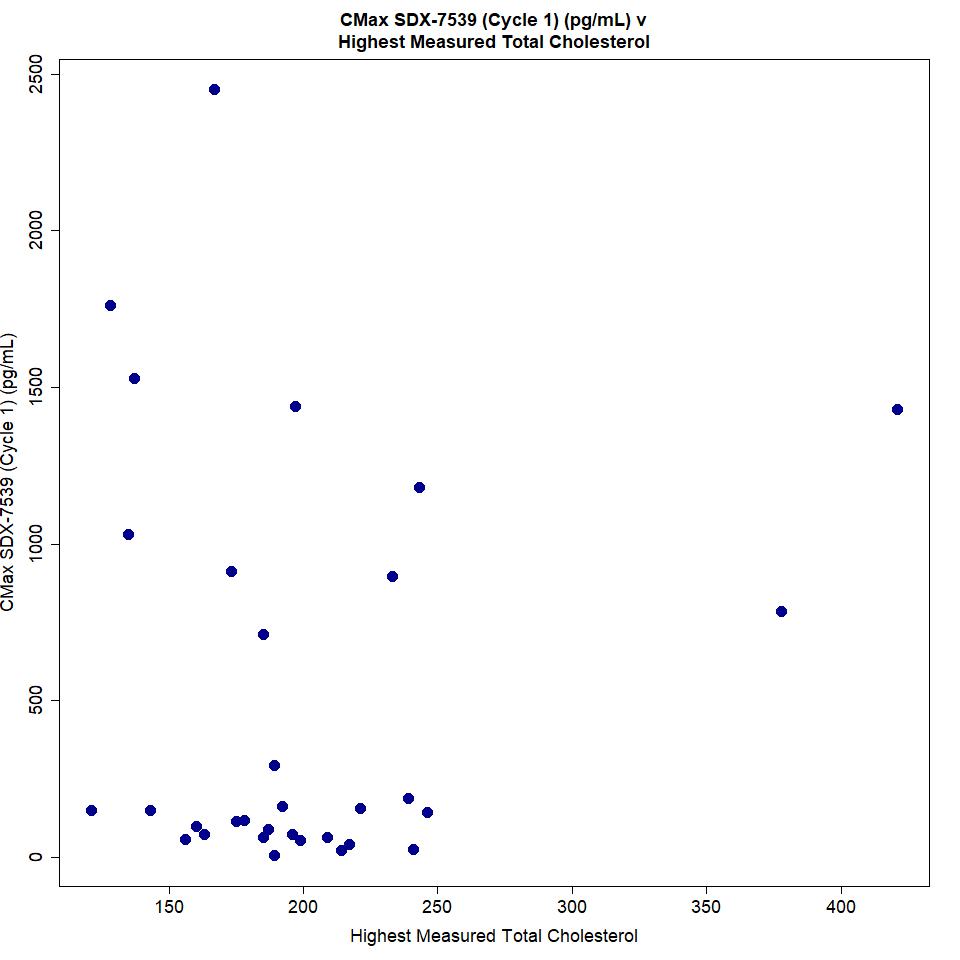 CMax SDX-7539 (Cycle 1) (pg/mL) v
Highest Measured Total Cholesterol
2500
2000
1500
1000
500
0
CMax SDX-7539 (Cycle 1) (pg/mL)
150 200 250 300 350 400
Highest Measured Total Cholesterol